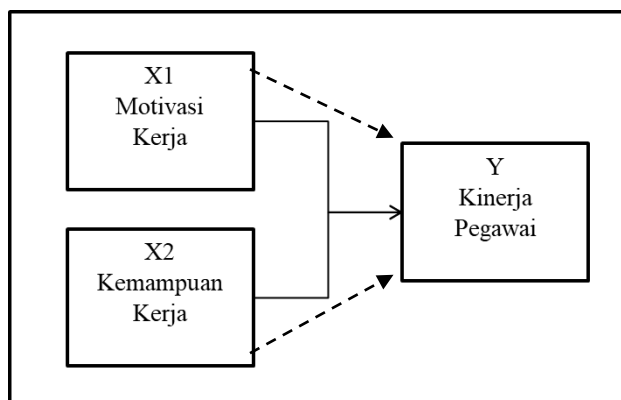 X1
Motivasi
Kerja
Y
Kinerja
Pegawai
X2
Kemampuan
Kerja